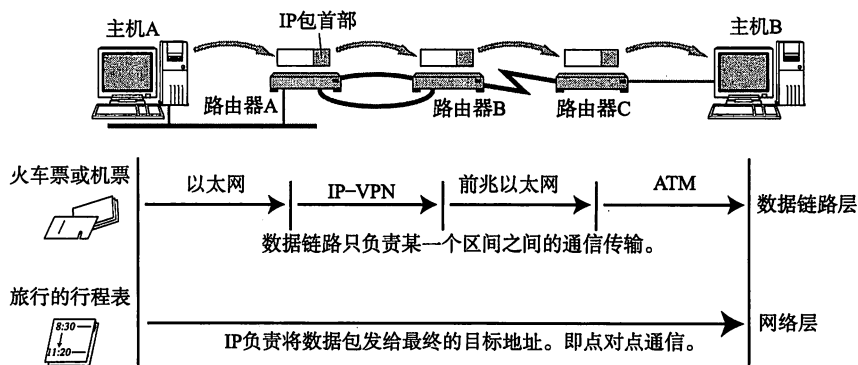 主机A
IP包首部
主机B
路由器A
路由器B
路由器C
火车票或机票
以太网
IP-VPN
前兆以太网
ATM
数据链路层
数据链路只负责某一个区间之间的通信传输。
旅行的行程表
8:30
11:20
网络层
IP负责将数据包发给最终的目标地址。即点对点通信。